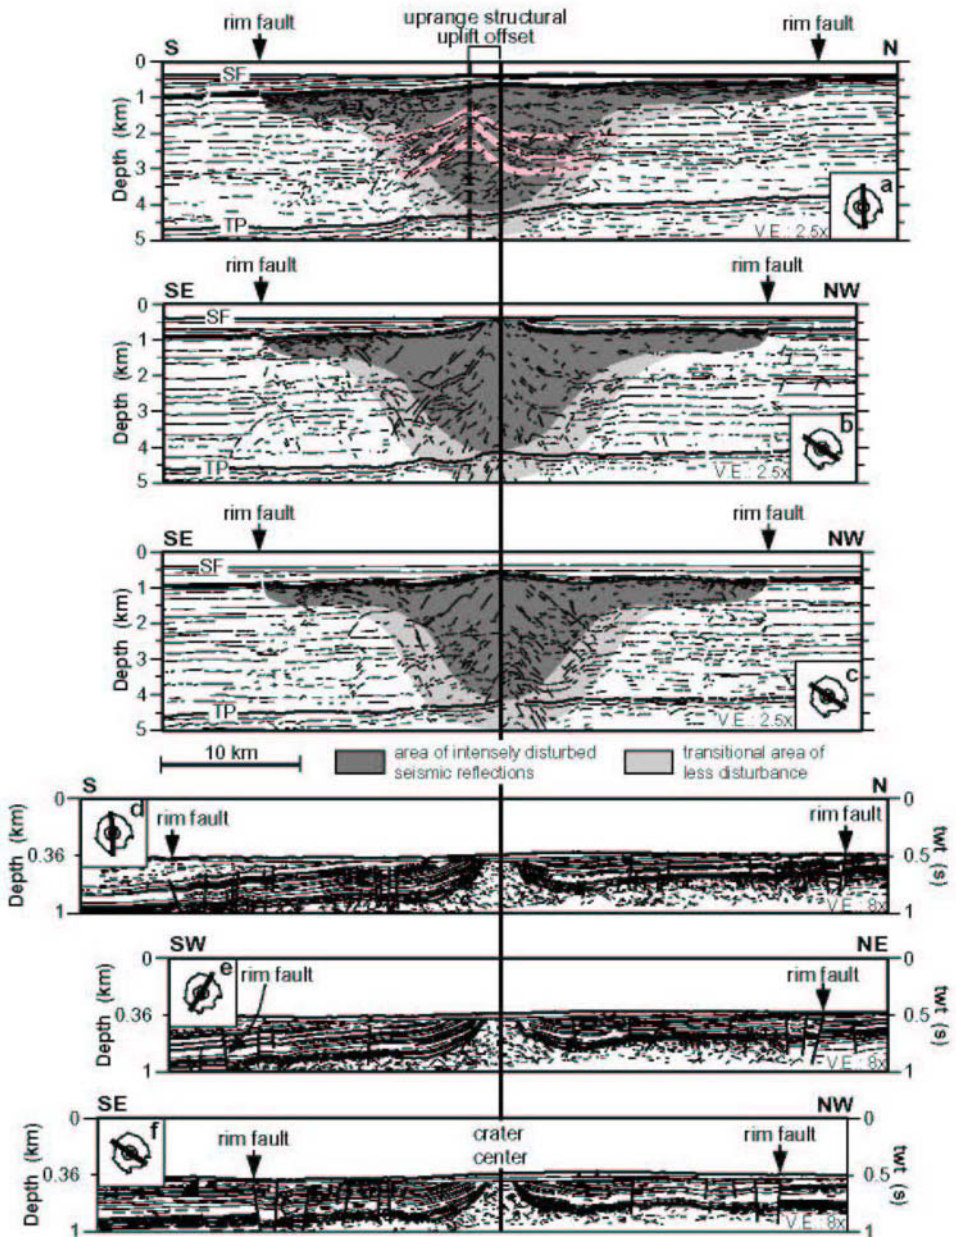 uprange structural
uplift offset
rim fault
rim fault
S
N
0
1
2
3
4
5
Depth (km)
SF
TP
a
V.E.: 2.5x
rim fault
rim fault
SE
NW
0
1
2
3
4
5
Depth (km)
SF
TP
b
V.E.: 2.5x
rim fault
rim fault
SE
NW
0
1
2
3
4
5
Depth (km)
SF
TP
c
V.E.: 2.5x
10 km
area of intensely disturbed
seismic reflections
transitional area of
less disturbance
S
N
0
0.36
1
Depth (km)
d
rim fault
rim fault
0
0.5
1
twt (s)
V.E.: 8x
SW
NE
0
0.36
1
Depth (km)
e
rim fault
rim fault
0
0.5
1
twt (s)
V.E.: 8x
SE
NW
0
0.36
1
Depth (km)
f
rim fault
crater
center
rim fault
0
0.5
1
twt (s)
V.E.: 8x